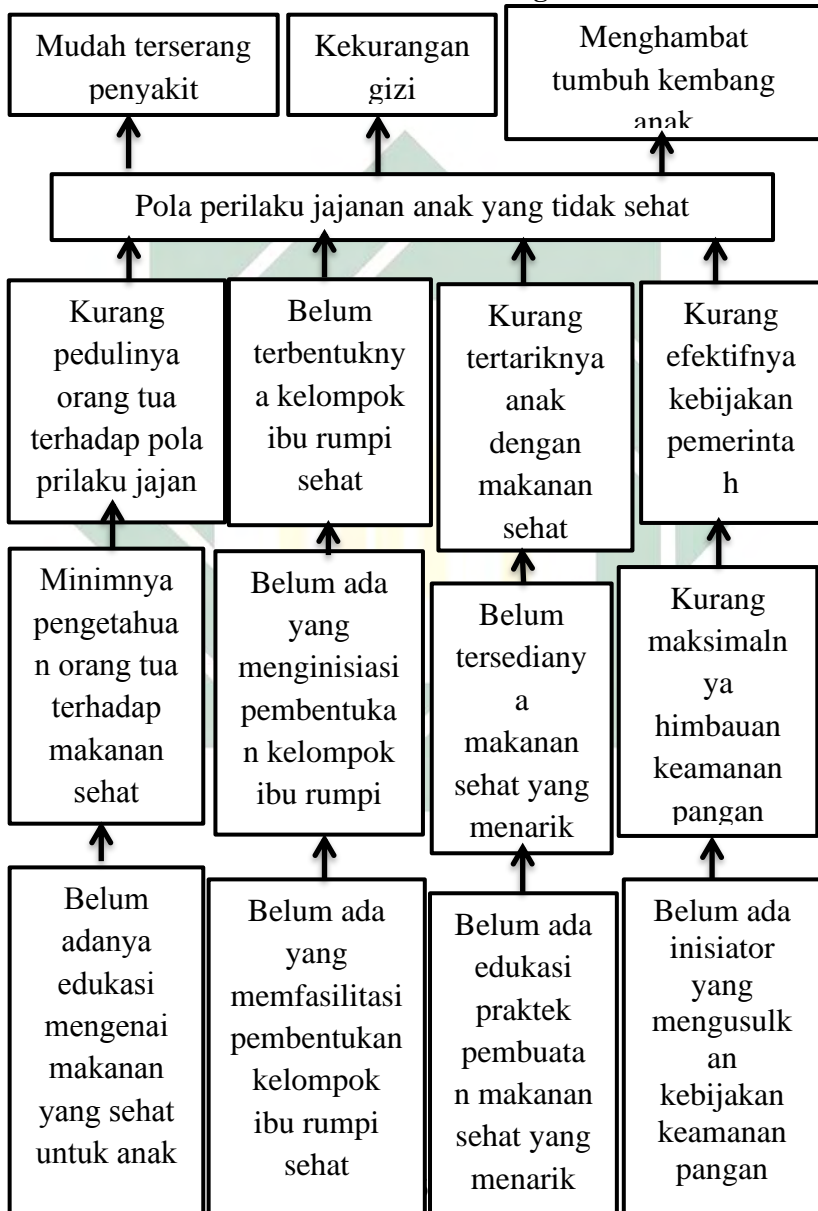 Mudah terserang
penyakit
Kekurangan
gizi
Menghambat
tumbuh kembang
anak
Pola perilaku jajanan anak yang tidak sehat
Kurang
pedulinya
orang tua
terhadap pola
prilaku jajan
Belum
terbentukny
a kelompok
ibu rumpi
sehat
Kurang
tertariknya
anak
dengan
makanan
sehat
Kurang
efektifnya
kebijakan
pemerinta
h
Minimnya
pengetahua
n orang tua
terhadap
makanan
sehat
Belum ada
yang
menginisiasi
pembentuka
n kelompok
ibu rumpi
Belum
tersediany
a
makanan
sehat yang
menarik
Kurang
maksimaln
ya
himbauan
keamanan
pangan
Belum
adanya
edukasi
mengenai
makanan
yang sehat
untuk anak
Belum ada
yang
memfasilitasi
pembentukan
kelompok
ibu rumpi
sehat
Belum ada
edukasi
praktek
pembuata
n makanan
sehat yang
menarik
Belum ada
inisiator
yang
mengusulk
an
kebijakan
keamanan
pangan